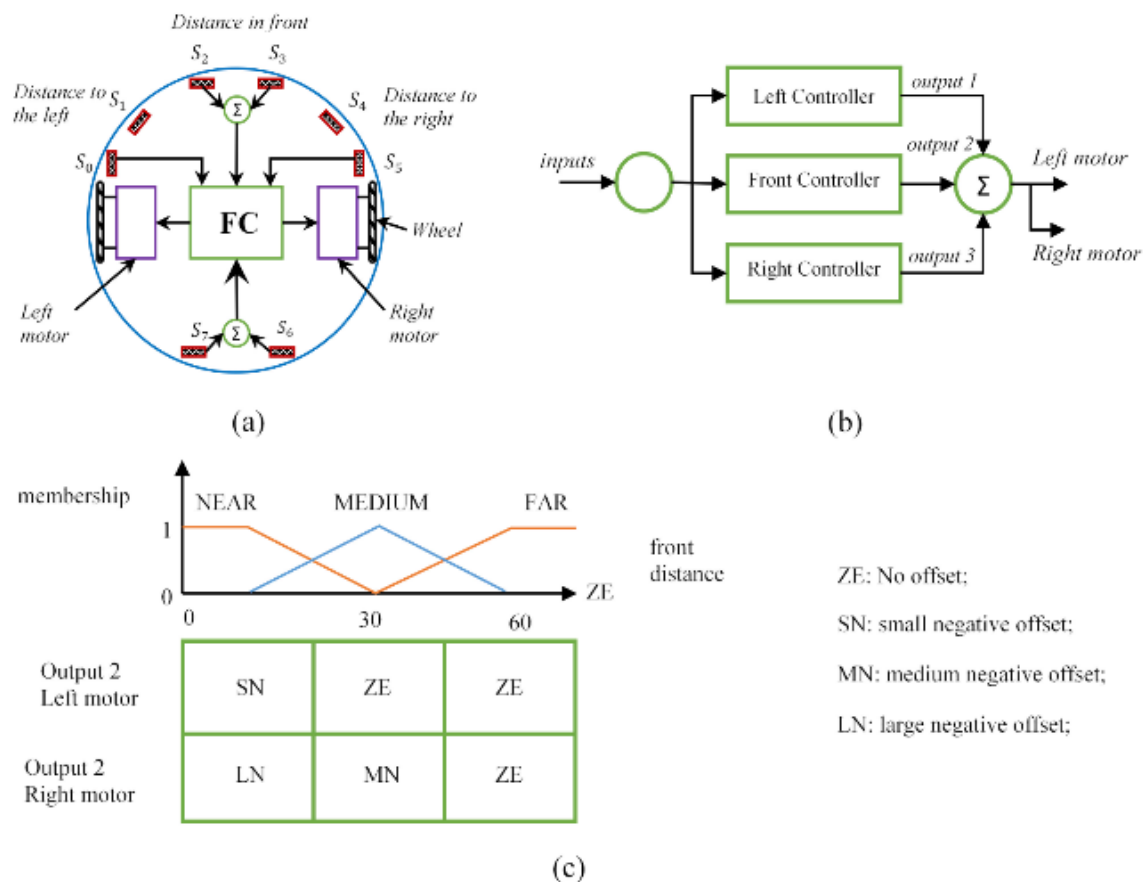 Distance in front
S2 S3
Distance to
the left
S1
S4
Distance to
the right
S0
S5
Σ
FC
Wheel
Left
motor
S7
Σ
S6
Right
motor
(a)
inputs
Left Controller
output 1
Front Controller
output 2
Right Controller
output 3
Σ
Left motor
Right motor
(b)
membership
NEAR MEDIUM FAR
1
0
ZE
front
distance
0 30 60
Output 2
Left motor
SN ZE ZE
Output 2
Right motor
LN MN ZE
ZE: No offset;
SN: small negative offset;
MN: medium negative offset;
LN: large negative offset;
(c)